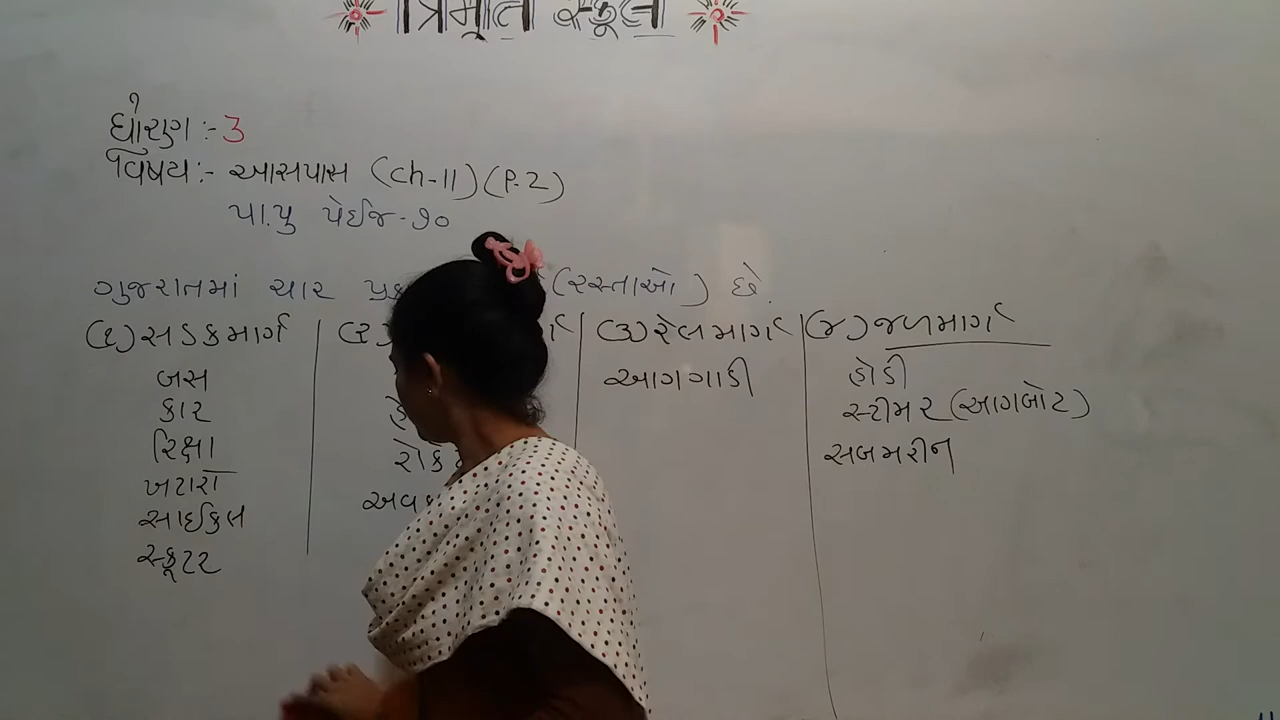 ત્રિમૂર્તિ સ્કૂલ
ધોરણ :- 3
વિષય:- આસપાસ (ch-11) (P.2)
પા.પુ પેઈજ - ૭૦
ગુજરાતમાં ચાર (રસ્તાઓ) છે.
(૧) સડકમાર્ગ (૨) (૩) રેલમાર્ગ (૪) જળમાર્ગ
બસ આગગાડી હોડી
કાર સ્ટીમર (આગબોટ)
રિક્ષા સબમરીન
ખટારો
સાઈકલ
સ્કૂટર